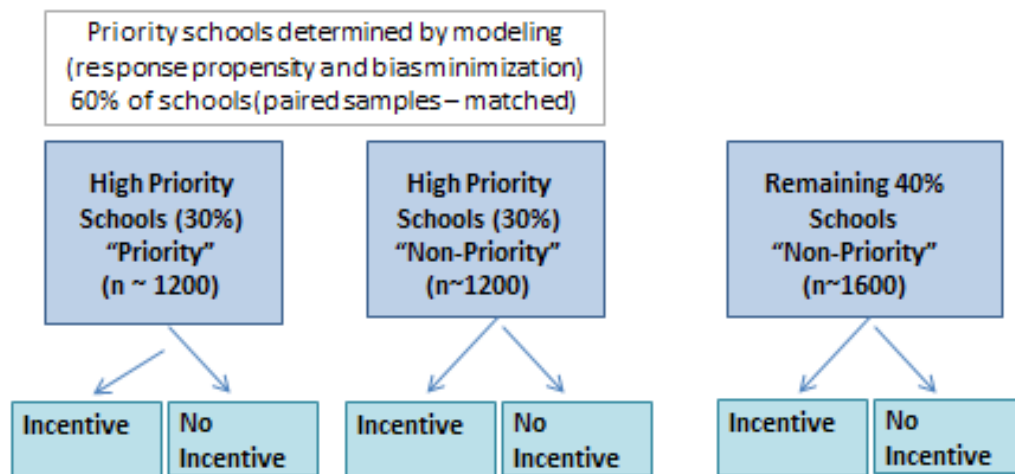 Priority schools determined by modeling
(response propensity and biasminimization)
60% of schools(paired samples – matched)
High Priority
Schools (30%)
“Priority”
(n ~ 1200)
High Priority
Schools (30%)
“Non-Priority”
(n~1200)
Remaining 40%
Schools
“Non-Priority”
(n~1600)
Incentive
No
Incentive
Incentive
No
Incentive
Incentive
No
Incentive